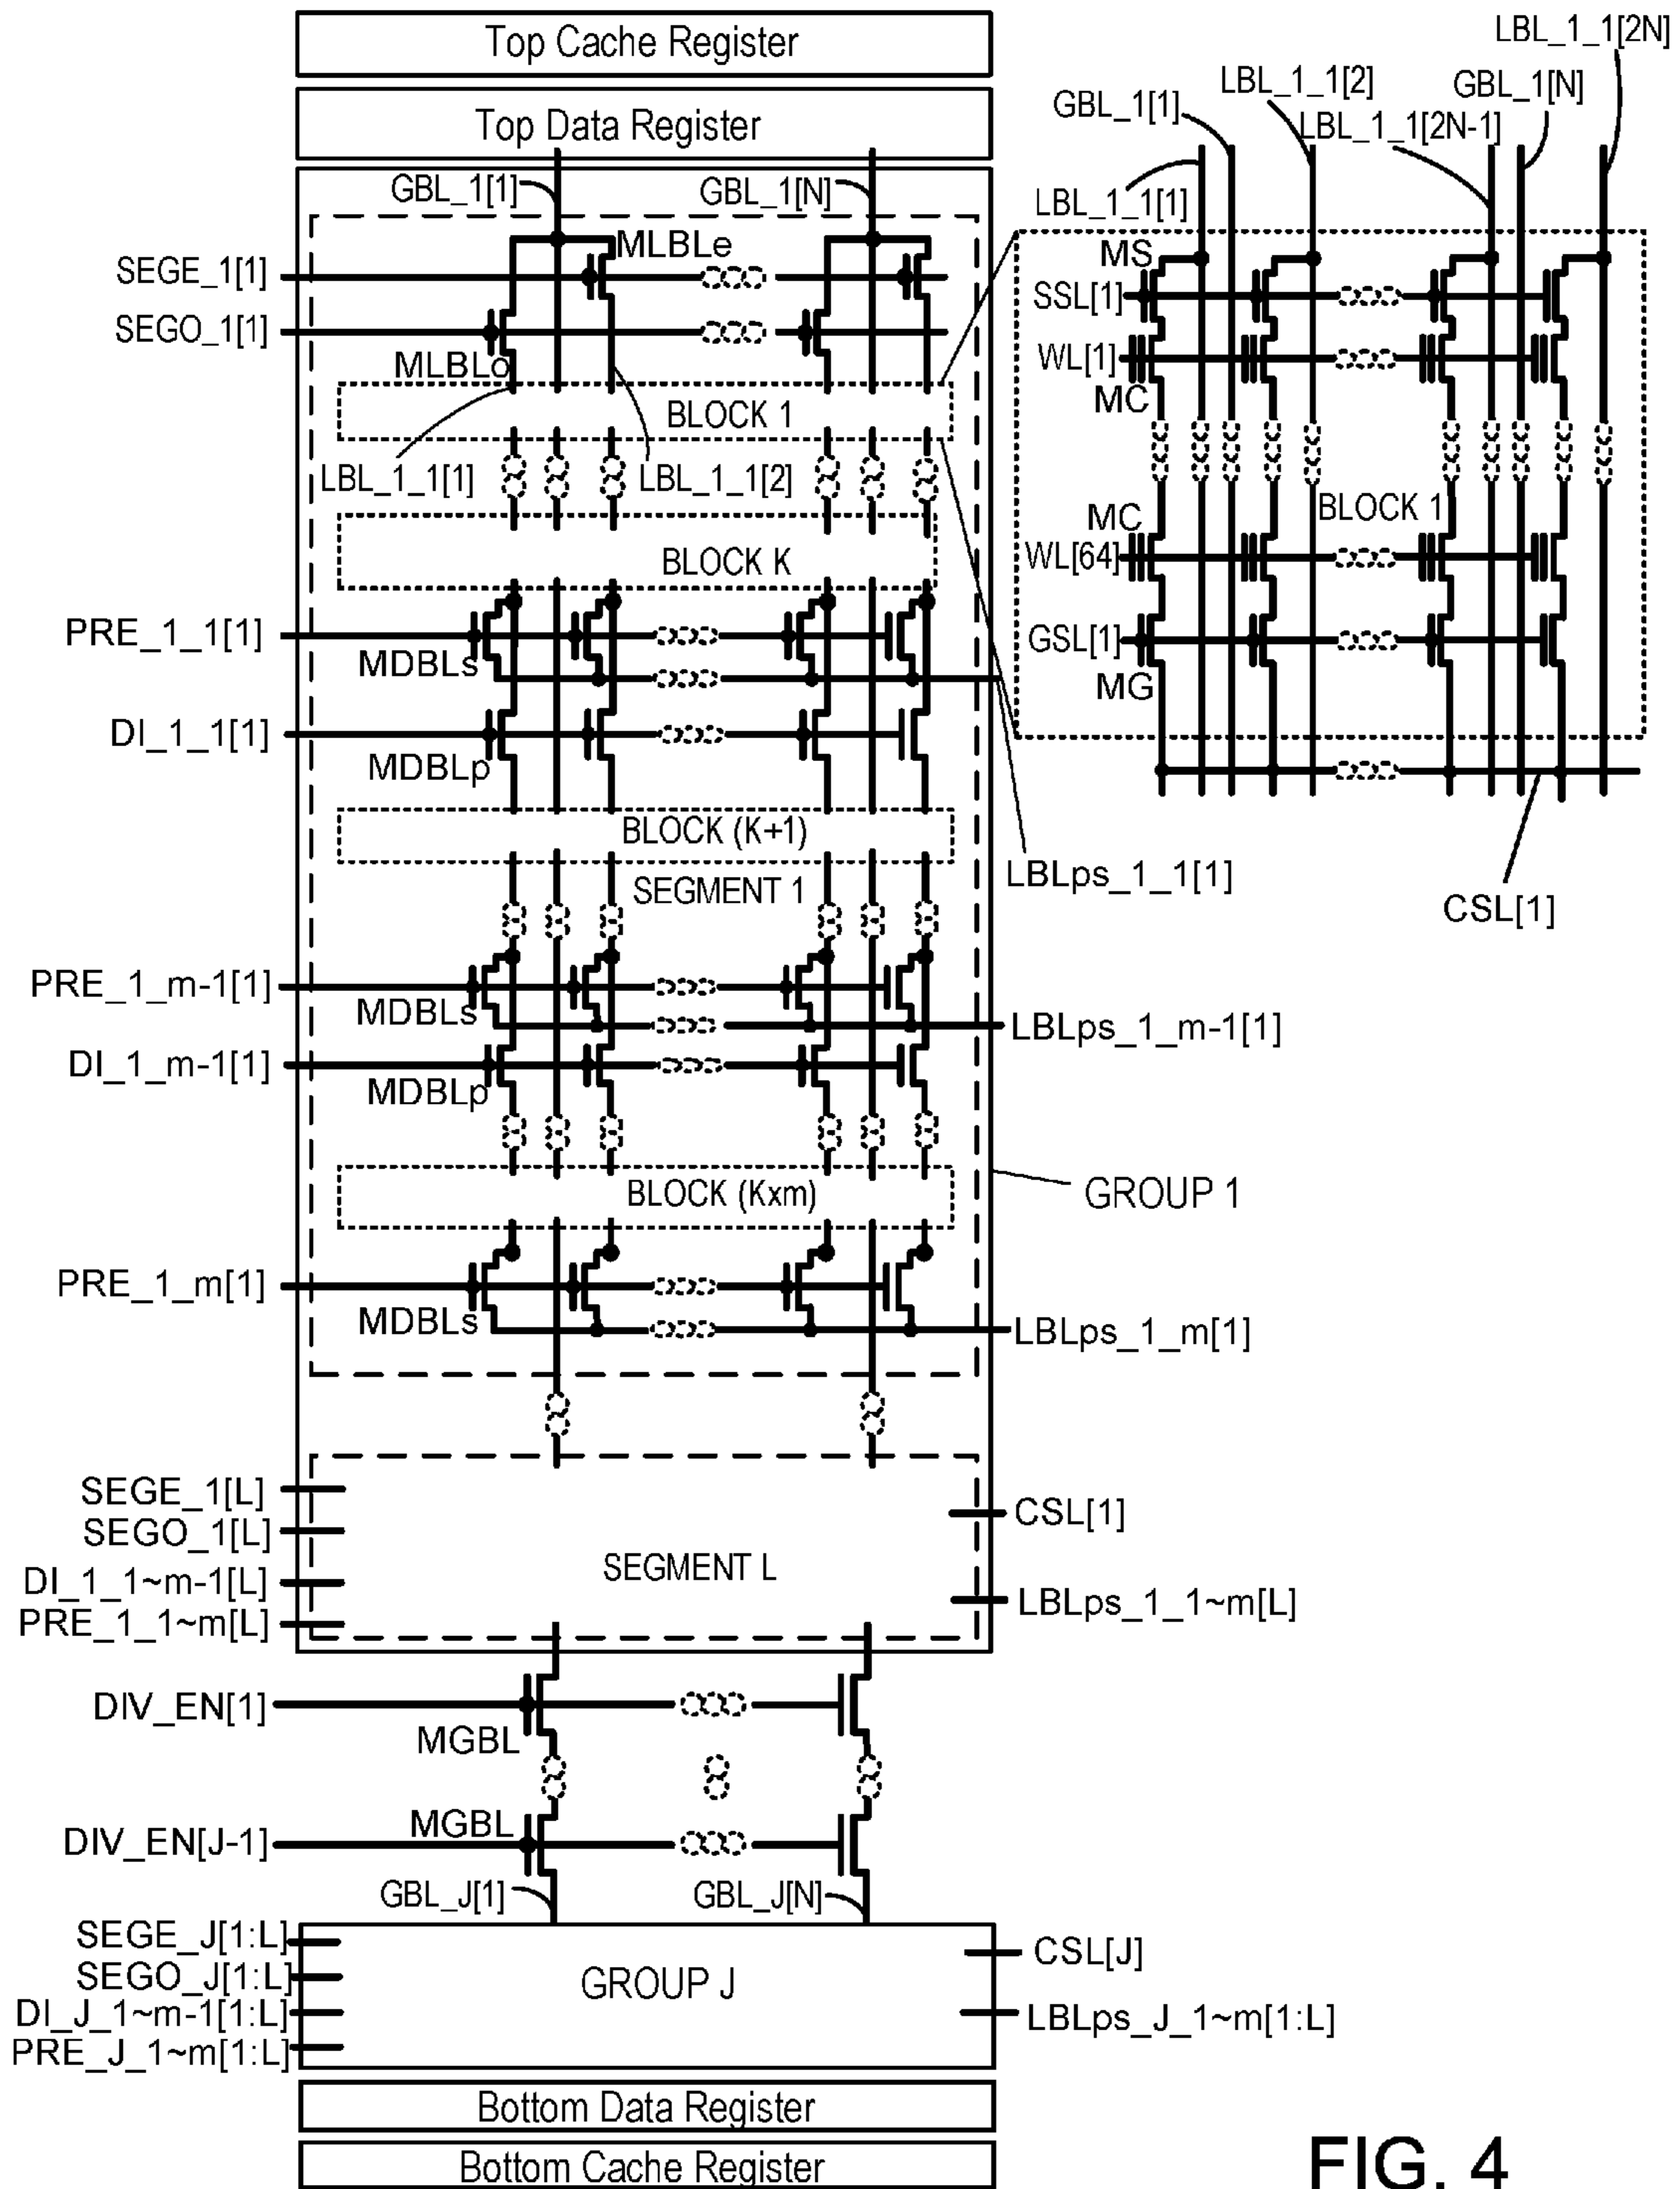 Top Cache Register
Top Data Register
GBL_1[1]
GBL_1[N]
MLBLe
SEGE_1[1]
SEGO_1[1]
MLBLo
BLOCK 1
LBL_1_1[1]
LBL_1_1[2]
BLOCK K
PRE_1_1[1]
MDBLs
DI_1_1[1]
MDBLp
BLOCK (K+1)
SEGMENT 1
LBLps_1_1[1]
PRE_1_m-1[1]
MDBLs
LBLps_1_m-1[1]
DI_1_m-1[1]
MDBLp
BLOCK (Kxm)
GROUP 1
PRE_1_m[1]
MDBLs
LBLps_1_m[1]
SEGE_1[L]
SEGO_1[L]
DI_1_1~m-1[L]
PRE_1_1~m[L]
SEGMENT L
CSL[1]
LBLps_1_1~m[L]
DIV_EN[1]
MGBL
MGBL
DIV_EN[J-1]
GBL_J[1]
GBL_J[N]
SEGE_J[1:L]
SEGO_J[1:L]
DI_J_1~m-1[1:L]
PRE_J_1~m[1:L]
GROUP J
CSL[J]
LBLps_J_1~m[1:L]
Bottom Data Register
Bottom Cache Register
LBL_1_1[2N]
LBL_1_1[2]
GBL_1[N]
GBL_1[1]
LBL_1_1[2N-1]
LBL_1_1[1]
MS
SSL[1]
WL[1]
MC
BLOCK 1
MC
WL[64]
GSL[1]
MG
CSL[1]
FIG. 4